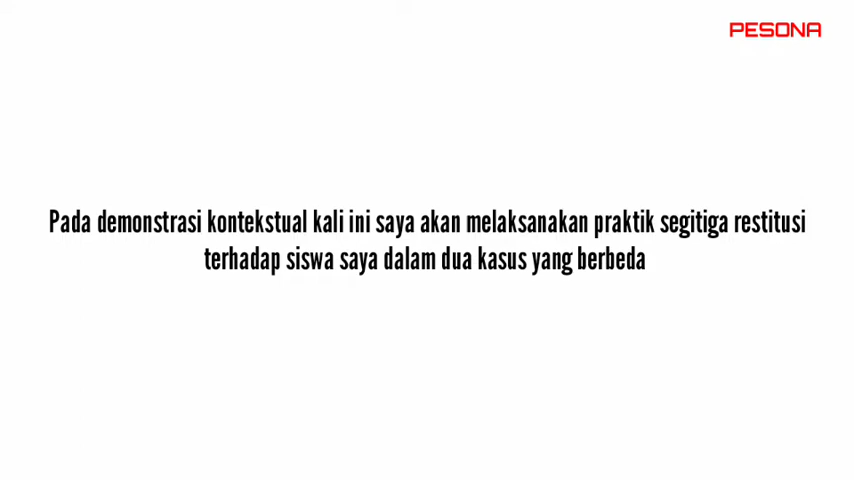 PESONA
Pada demonstrasi kontekstual kali ini saya akan melaksanakan praktik segitiga restitusi
terhadap siswa saya dalam dua kasus yang berbeda